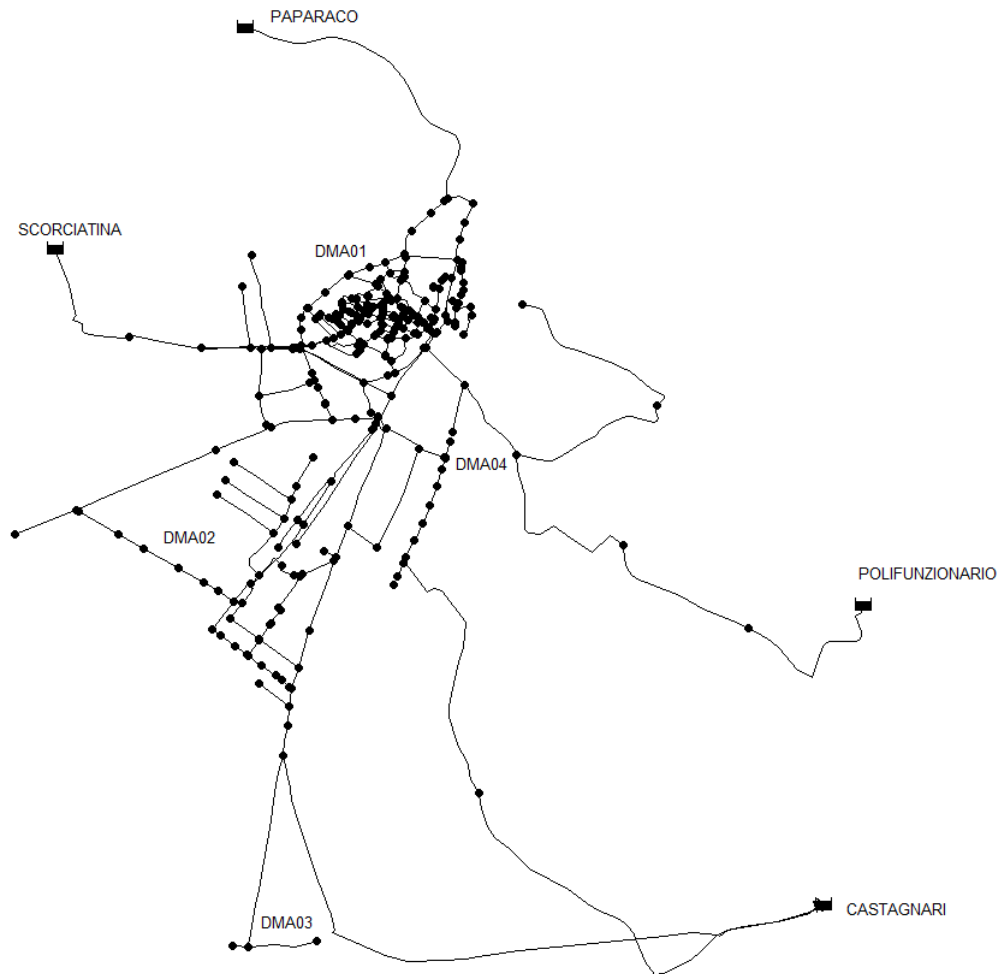 PAPARACO
SCORCIATINA
DMA01
DMA04
DMA02
POLIFUNZIONARIO
CASTAGNARI
DMA03